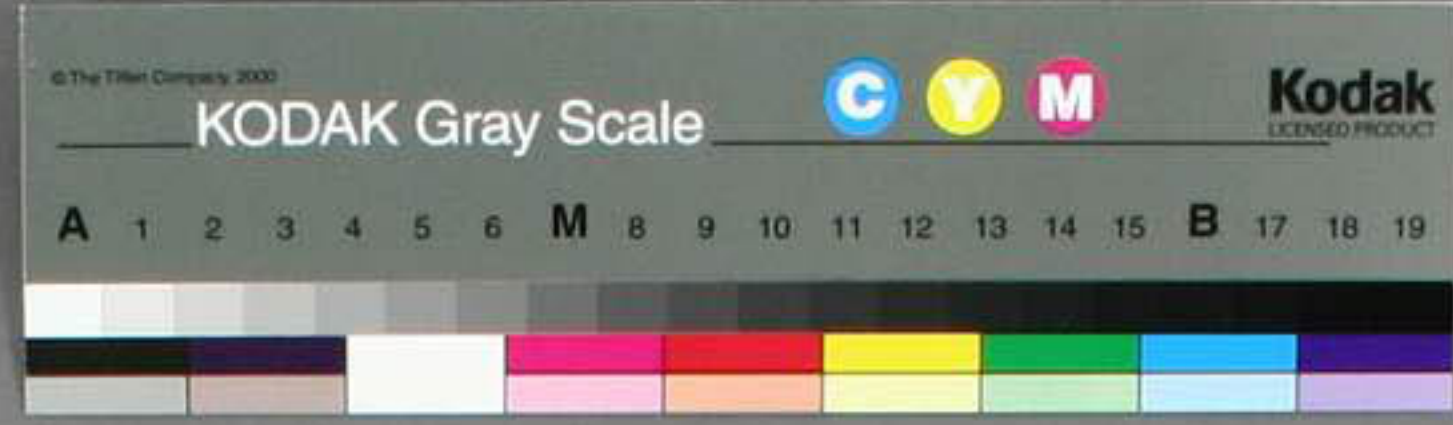 © The Tiffen Company, 2000
KODAK Gray Scale
C Y M
Kodak
LICENSED PRODUCT
A 1 2 3 4 5 6 M 8 9 10 11 12 13 14 15 B 17 18 19